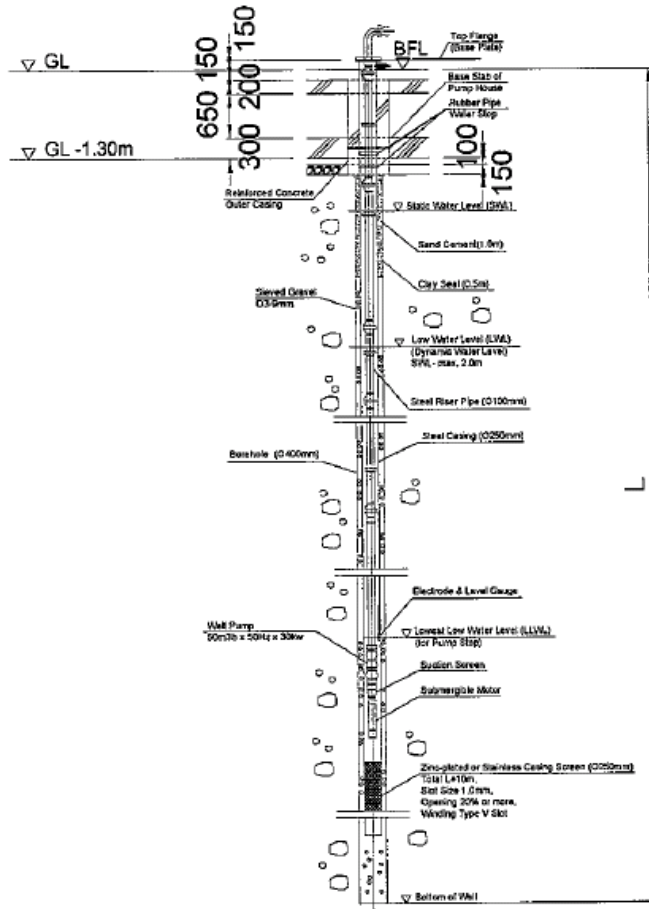 150
Top Flange
(Base Plate)
GL
BFL
150
200
Base Slab of
Pump House
650
Rubber Pipe
Water Stop
300
GL -1.30m
100
150
Reinforced Concrete
Outer Casing
Static Water Level (SWL)
Sand Cement(1.0m)
Clay Seal (0.5m)
Sieved Gravel
Low Water Level (LWL)
(Dynamic Water Level)
SWL- max. 2.0m
Steel Riser Pipe (Ø100mm)
Steel Casing (Ø250mm)
Borehole (Ø400mm)
L
Electrode & Level Gauge
Well Pump
x 50Hz x 30kw
Lowest Low Water Level (LLWL)
(for Pump Stop)
Suction Screen
Submergible Motor
Zinc-plated or Stainless Casing Screen (Ø250mm)
Total L=10m,
Slot Size 1.0mm,
Opening 20% or more,
Winding Type V Slot
Bottom of Well